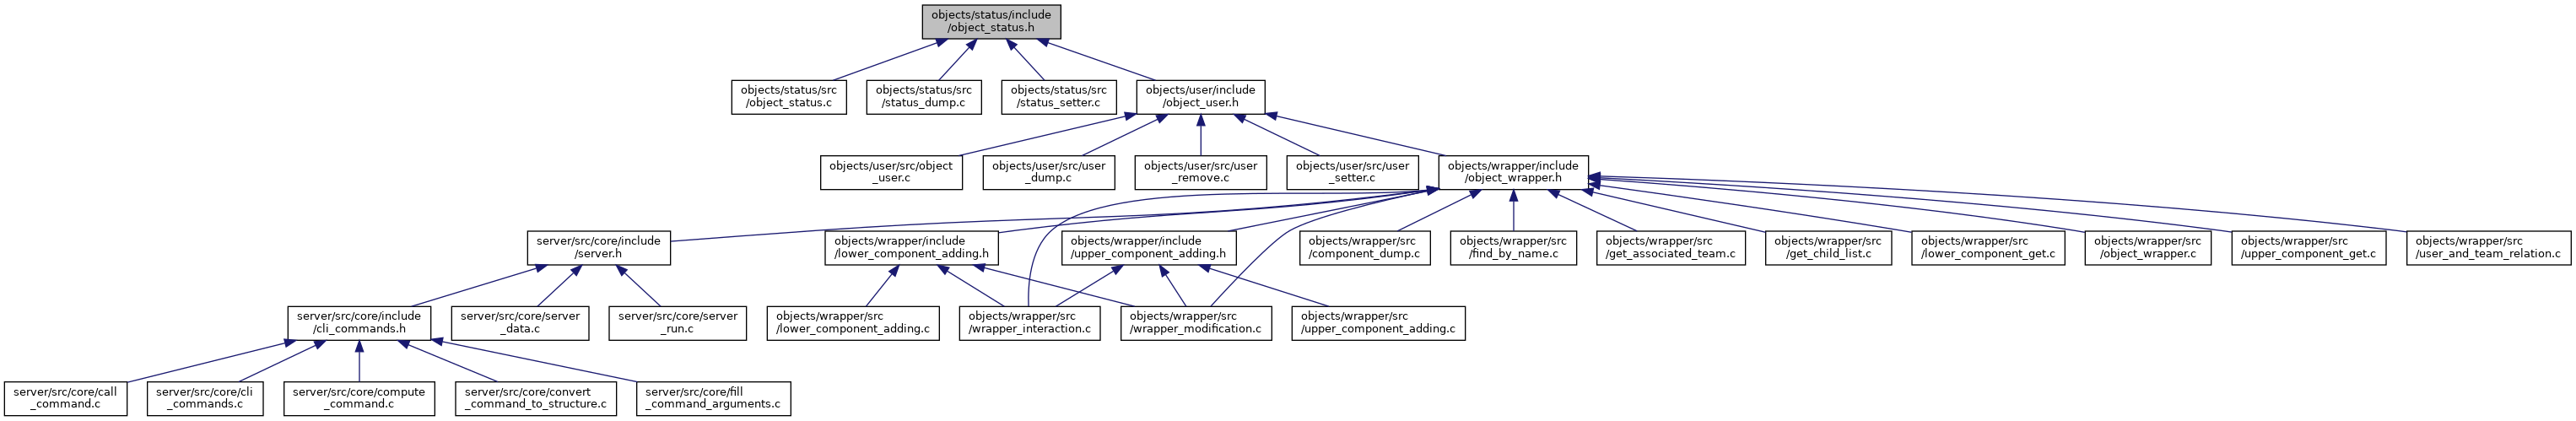 objects/status/include
/object_status.h
objects/status/src
/object_status.c
objects/status/src
/status_dump.c
objects/status/src
/status_setter.c
objects/user/include
/object_user.h
objects/user/src/object
_user.c
objects/user/src/user
_dump.c
objects/user/src/user
_remove.c
objects/user/src/user
_setter.c
objects/wrapper/include
/object_wrapper.h
server/src/core/include
/server.h
objects/wrapper/include
/lower_component_adding.h
objects/wrapper/include
/upper_component_adding.h
objects/wrapper/src
/component_dump.c
objects/wrapper/src
/find_by_name.c
objects/wrapper/src
/get_associated_team.c
objects/wrapper/src
/get_child_list.c
objects/wrapper/src
/lower_component_get.c
objects/wrapper/src
/object_wrapper.c
objects/wrapper/src
/upper_component_get.c
objects/wrapper/src
/user_and_team_relation.c
server/src/core/include
/cli_commands.h
server/src/core/server
_data.c
server/src/core/server
_run.c
objects/wrapper/src
/lower_component_adding.c
objects/wrapper/src
/wrapper_interaction.c
objects/wrapper/src
/wrapper_modification.c
objects/wrapper/src
/upper_component_adding.c
server/src/core/call
_command.c
server/src/core/cli
_commands.c
server/src/core/compute
_command.c
server/src/core/convert
_command_to_structure.c
server/src/core/fill
_command_arguments.c